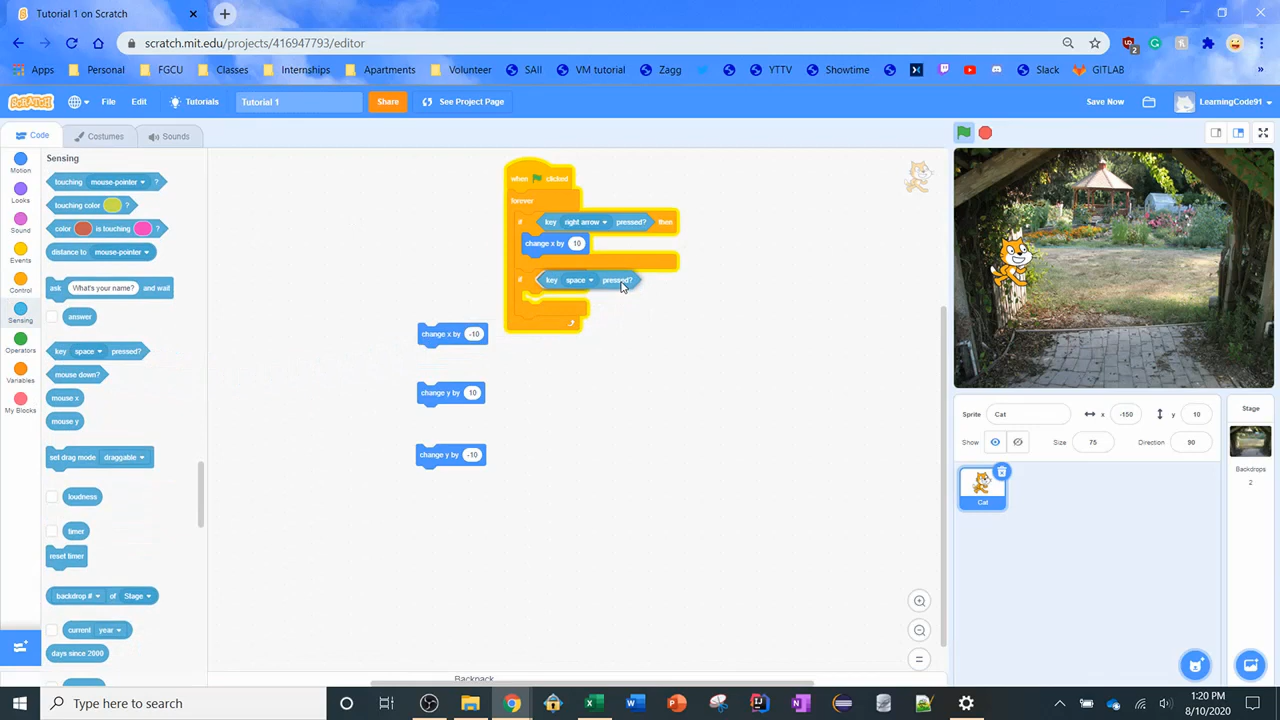 Tutorial 1 on Scratch
scratch.mit.edu/projects/416947793/editor
2
Apps Personal FGCU Classes Internships Apartments Volunteer SAII VM tutorial Zagg YTTV Showtime Slack GITLAB »
SCRATCH File Edit Tutorials Tutorial 1 Share See Project Page Save Now LearningCode91
Code Costumes Sounds
Motion
Looks
Sound
Events
Control
Sensing
Operators
Variables
My Blocks
Sensing
touching mouse-pointer ?
touching color ?
color is touching ?
distance to mouse-pointer
ask What's your name? and wait
answer
key space pressed?
mouse down?
mouse x
mouse y
set drag mode draggable
loudness
timer
reset timer
backdrop # of Stage
current year
days since 2000
when clicked
forever
if key right arrow pressed? then
change x by 10
if key space pressed?
change x by -10
change y by 10
change y by -10
Backpack
Sprite Cat x -150 y 10
Show Size 75 Direction 90
Cat
Stage
Backdrops
2
Type here to search
1:20 PM
8/10/2020